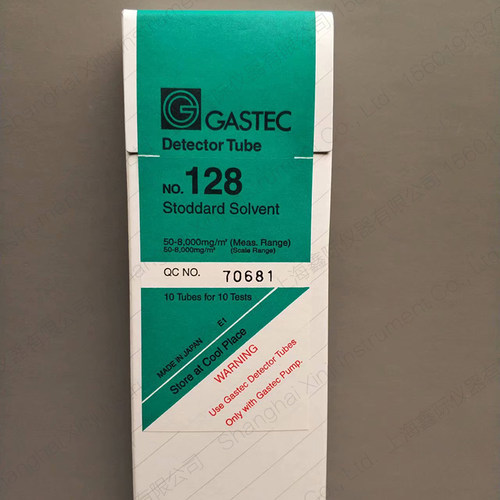 GASTEC
Detector Tube
NO. 128
Stoddard Solvent
50-8,000mg/m³ (Meas. Range)
50-8,000mg/m³ (Scale Range)
QC NO. 70681
10 Tubes for 10 Tests
MADE IN JAPAN E1
Store at Cool Place
WARNING
Use Gastec Detector Tubes
Only with Gastec Pump.